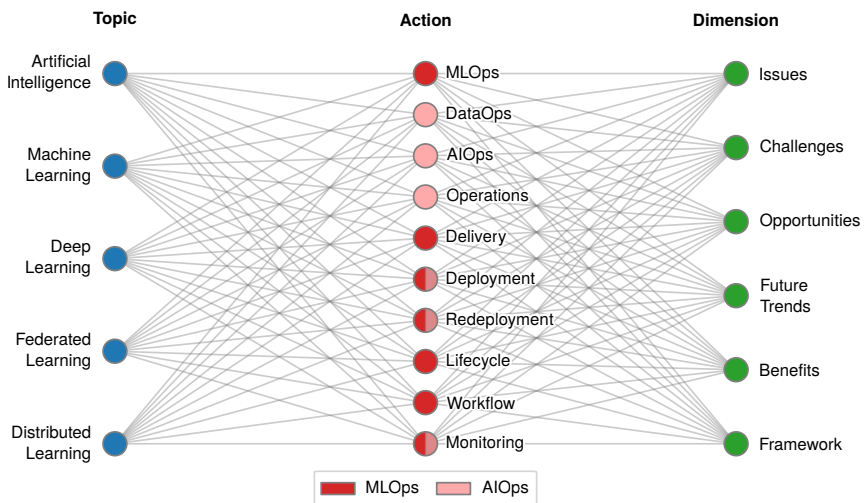 Topic
Action
Dimension
Artificial
Intelligence
Machine
Learning
Deep
Learning
Federated
Learning
Distributed
Learning
MLOps
DataOps
AIOps
Operations
Delivery
Deployment
Redeployment
Lifecycle
Workflow
Monitoring
Issues
Challenges
Opportunities
Future
Trends
Benefits
Framework
MLOps
AIOps